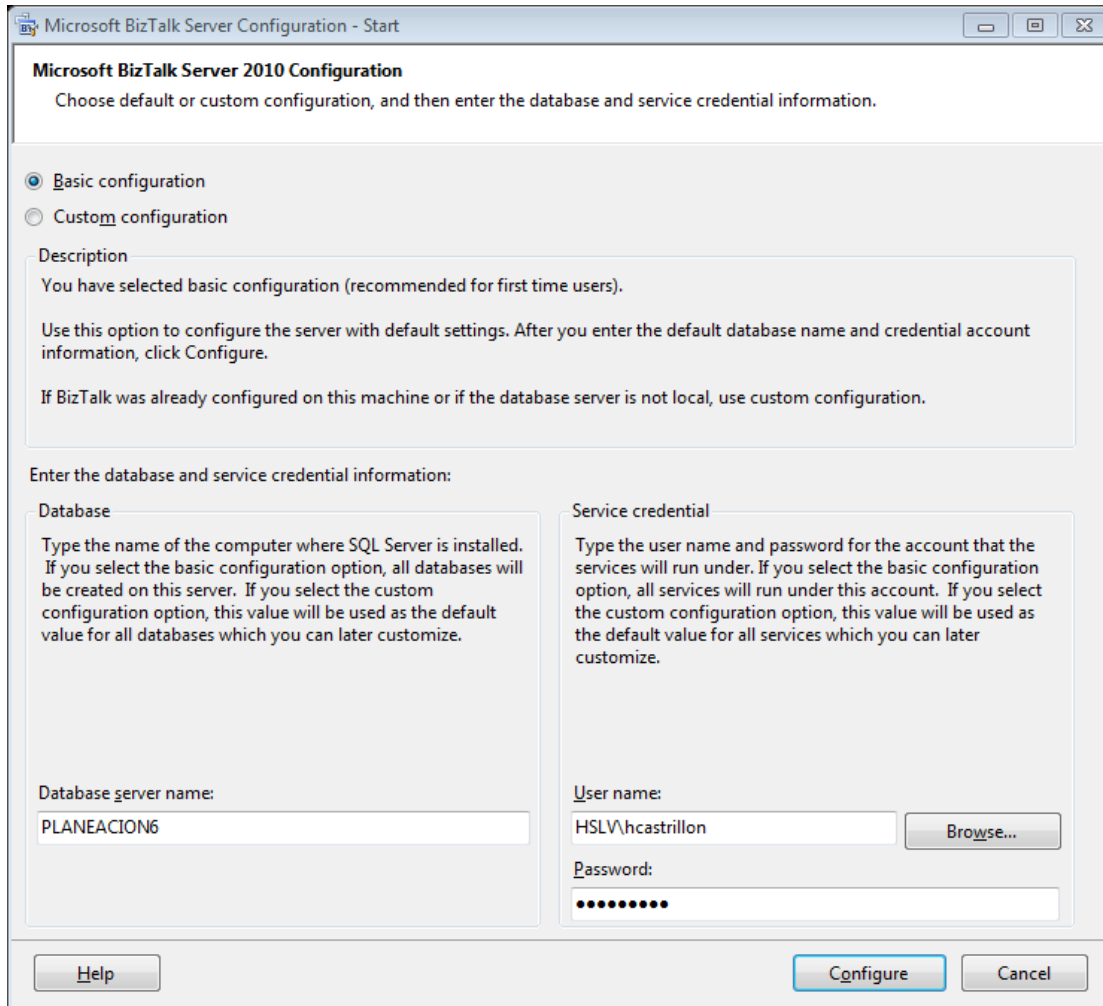 Microsoft BizTalk Server Configuration - Start
Microsoft BizTalk Server 2010 Configuration
Choose default or custom configuration, and then enter the database and service credential information.
Basic configuration
Custom configuration
Description
You have selected basic configuration (recommended for first time users).
Use this option to configure the server with default settings. After you enter the default database name and credential account
information, click Configure.
If BizTalk was already configured on this machine or if the database server is not local, use custom configuration.
Enter the database and service credential information:
Database
Type the name of the computer where SQL Server is installed.
If you select the basic configuration option, all databases will
be created on this server.  If you select the custom
configuration option, this value will be used as the default
value for all databases which you can later customize.
Database server name:
PLANEACION6
Service credential
Type the user name and password for the account that the
services will run under. If you select the basic configuration
option, all services will run under this account.  If you select
the custom configuration option, this value will be used as
the default value for all services which you can later
customize.
User name:
HSLV\hcastrillon
Browse...
Password:
●●●●●●●●●
Help
Configure
Cancel